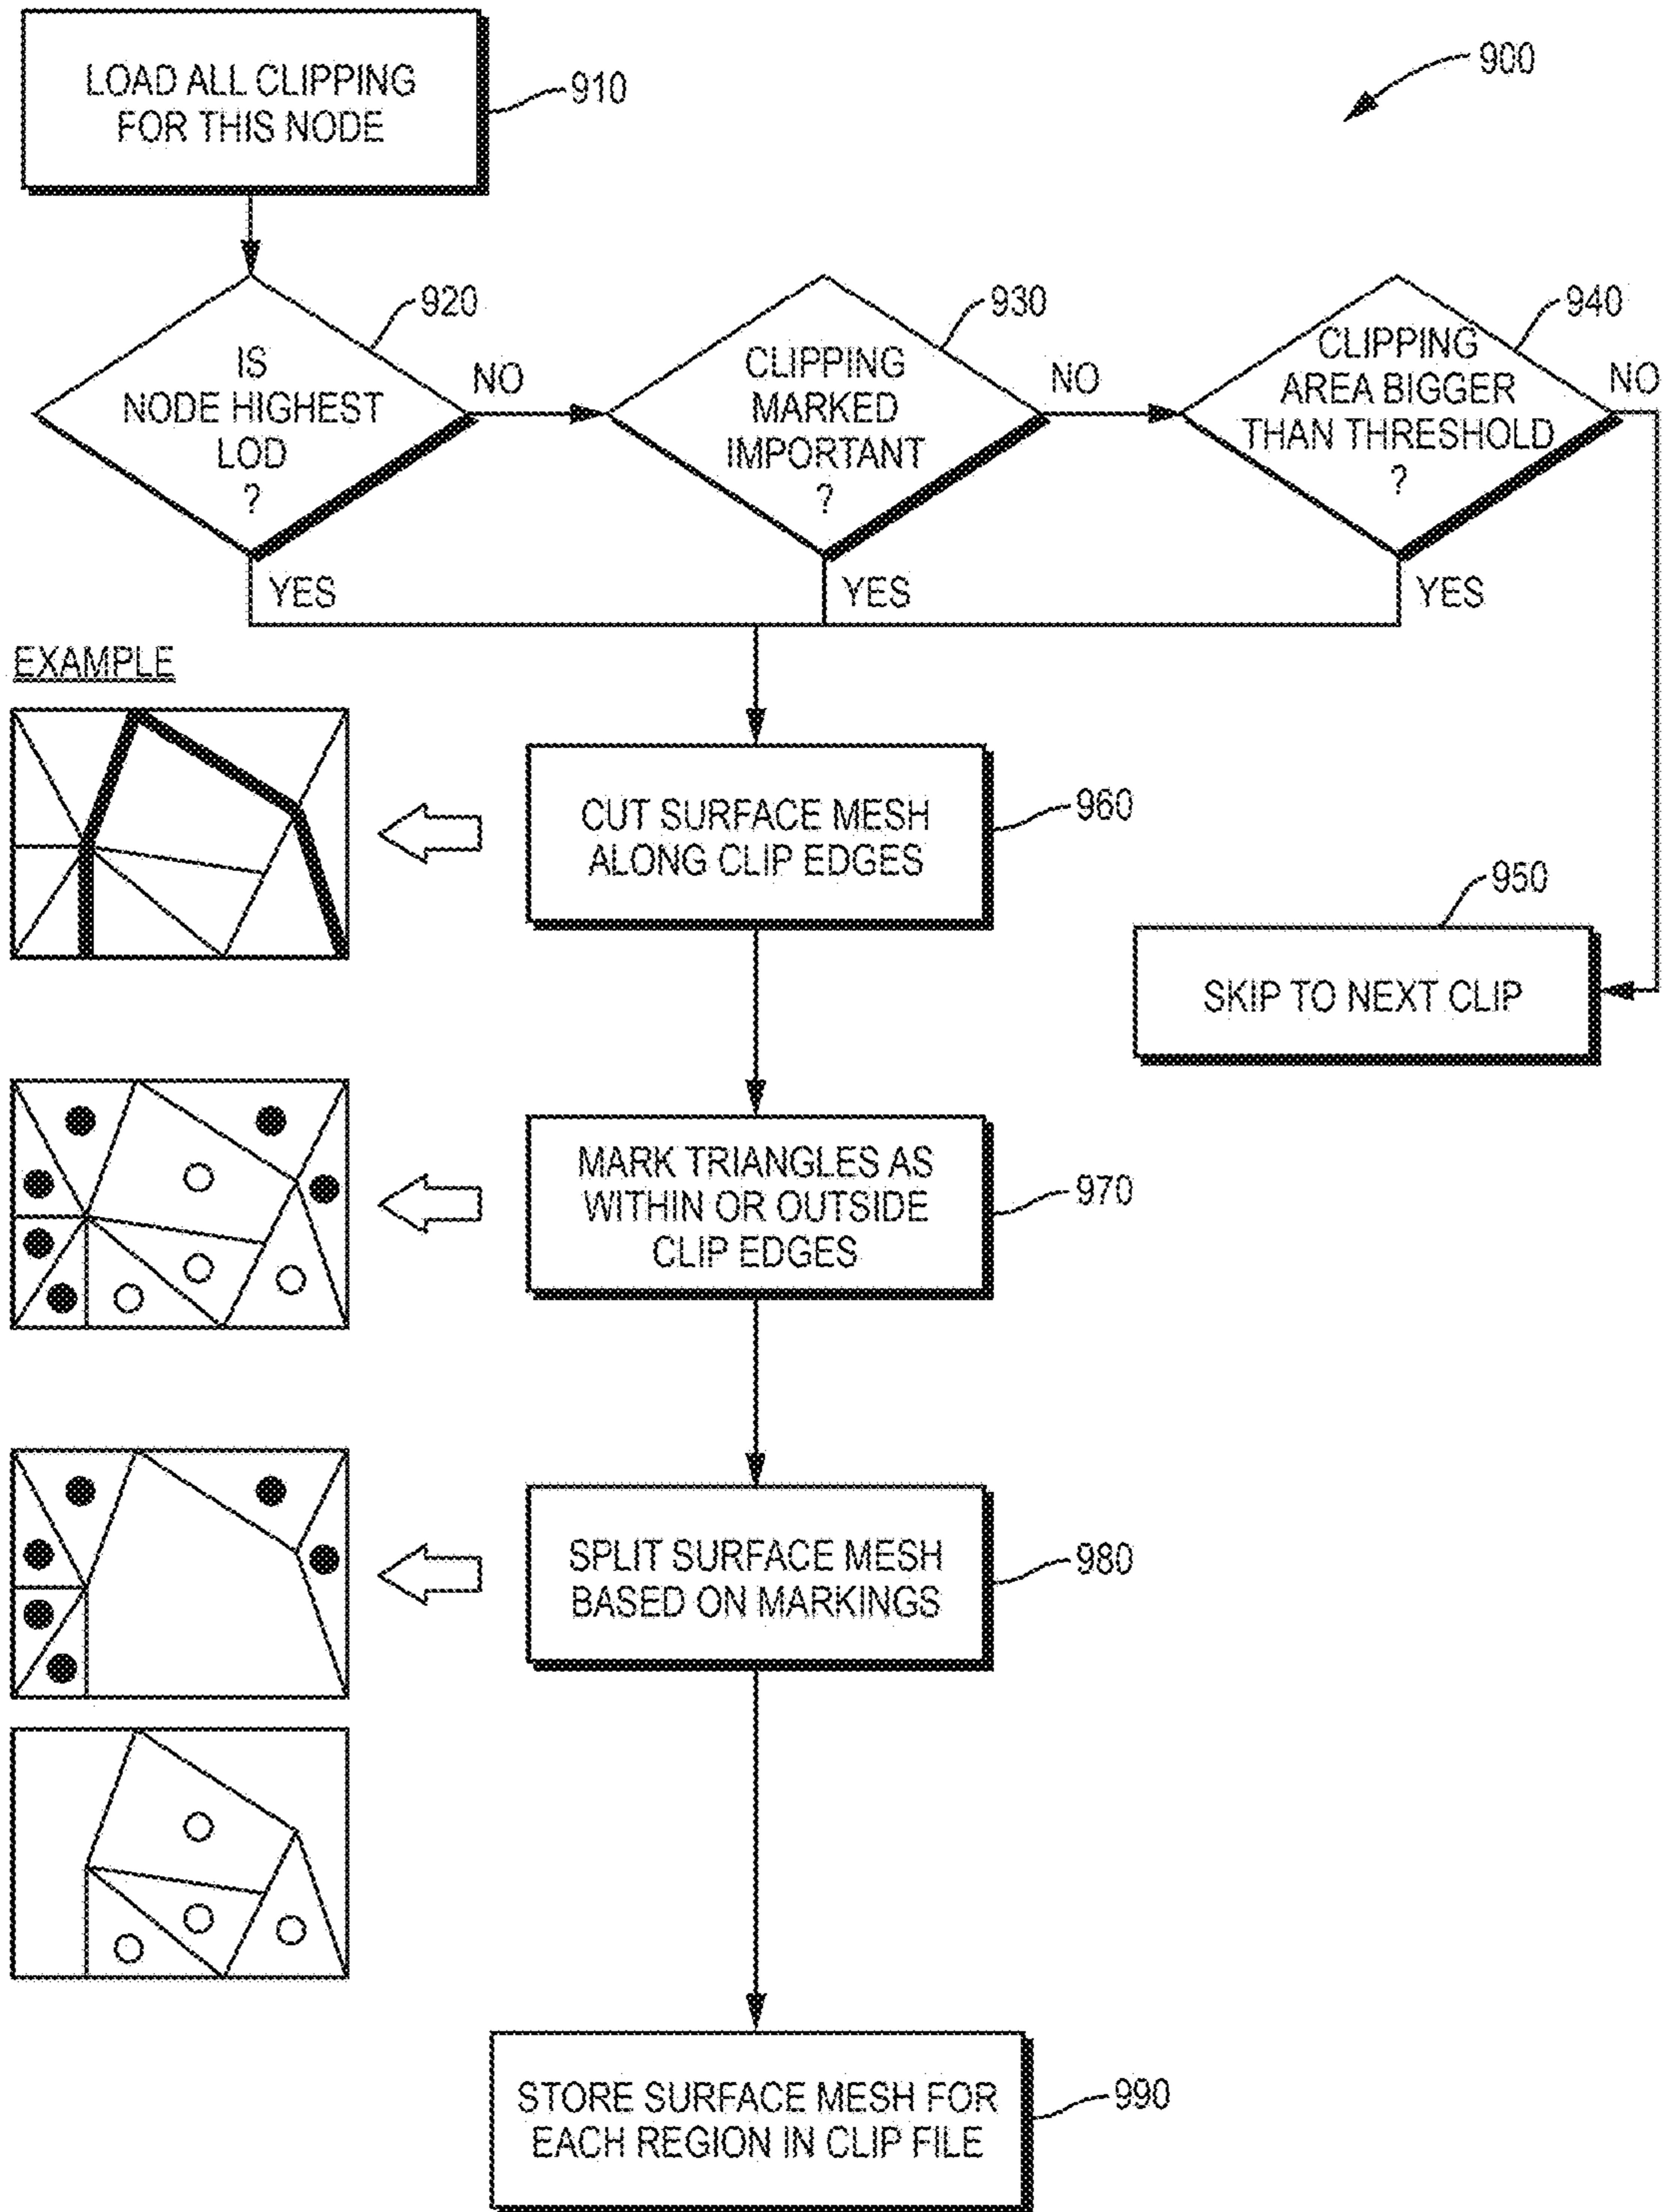 900
LOAD ALL CLIPPING
FOR THIS NODE
910
IS
NODE HIGHEST
LOD
?
920
NO
YES
CLIPPING
MARKED
IMPORTANT
?
930
NO
YES
CLIPPING
AREA BIGGER
THAN THRESHOLD
?
940
NO
YES
EXAMPLE
CUT SURFACE MESH
ALONG CLIP EDGES
960
950
SKIP TO NEXT CLIP
MARK TRIANGLES AS
WITHIN OR OUTSIDE
CLIP EDGES
970
SPLIT SURFACE MESH
BASED ON MARKINGS
980
STORE SURFACE MESH FOR
EACH REGION IN CLIP FILE
990